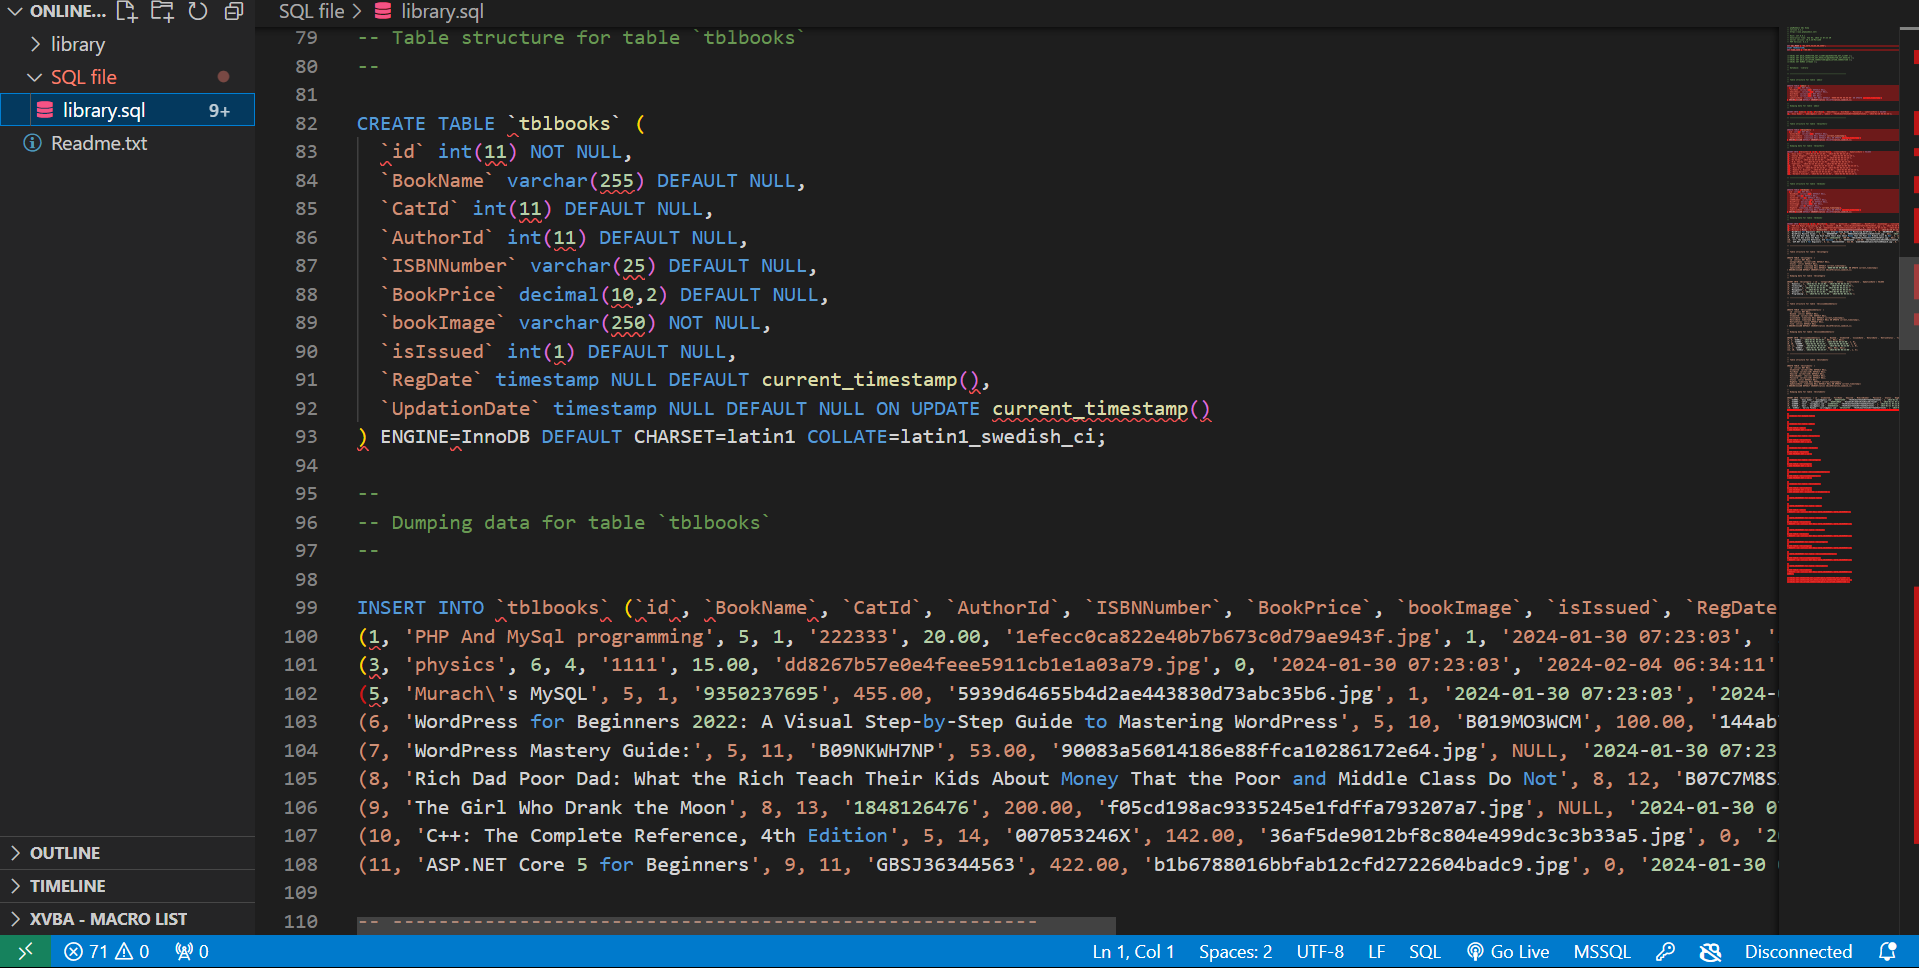 ONLINE...
library
SQL file
library.sql 9+
Readme.txt
OUTLINE
TIMELINE
XVBA - MACRO LIST
SQL file > library.sql
79 -- Table structure for table `tblbooks`
80 --
81
82 CREATE TABLE `tblbooks` (
83 `id` int(11) NOT NULL,
84 `BookName` varchar(255) DEFAULT NULL,
85 `CatId` int(11) DEFAULT NULL,
86 `AuthorId` int(11) DEFAULT NULL,
87 `ISBNNumber` varchar(25) DEFAULT NULL,
88 `BookPrice` decimal(10,2) DEFAULT NULL,
89 `bookImage` varchar(250) NOT NULL,
90 `isIssued` int(1) DEFAULT NULL,
91 `RegDate` timestamp NULL DEFAULT current_timestamp(),
92 `UpdationDate` timestamp NULL DEFAULT NULL ON UPDATE current_timestamp()
93 ) ENGINE=InnoDB DEFAULT CHARSET=latin1 COLLATE=latin1_swedish_ci;
94
95 --
96 -- Dumping data for table `tblbooks`
97 --
98
99 INSERT INTO `tblbooks` (`id`, `BookName`, `CatId`, `AuthorId`, `ISBNNumber`, `BookPrice`, `bookImage`, `isIssued`, `RegDate
100 (1, 'PHP And MySql programming', 5, 1, '222333', 20.00, '1efecc0ca822e40b7b673c0d79ae943f.jpg', 1, '2024-01-30 07:23:03', '
101 (3, 'physics', 6, 4, '1111', 15.00, 'dd8267b57e0e4feee5911cb1e1a03a79.jpg', 0, '2024-01-30 07:23:03', '2024-02-04 06:34:11'
102 (5, 'Murach\'s MySQL', 5, 1, '9350237695', 455.00, '5939d64655b4d2ae443830d73abc35b6.jpg', 1, '2024-01-30 07:23:03', '2024-
103 (6, 'WordPress for Beginners 2022: A Visual Step-by-Step Guide to Mastering WordPress', 5, 10, 'B019MO3WCM', 100.00, '144ab
104 (7, 'WordPress Mastery Guide:', 5, 11, 'B09NKWH7NP', 53.00, '90083a56014186e88ffca10286172e64.jpg', NULL, '2024-01-30 07:23
105 (8, 'Rich Dad Poor Dad: What the Rich Teach Their Kids About Money That the Poor and Middle Class Do Not', 8, 12, 'B07C7M8S
106 (9, 'The Girl Who Drank the Moon', 8, 13, '1848126476', 200.00, 'f05cd198ac9335245e1fdffa793207a7.jpg', NULL, '2024-01-30 0
107 (10, 'C++: The Complete Reference, 4th Edition', 5, 14, '007053246X', 142.00, '36af5de9012bf8c804e499dc3c3b33a5.jpg', 0, '2
108 (11, 'ASP.NET Core 5 for Beginners', 9, 11, 'GBSJ36344563', 422.00, 'b1b6788016bbfab12cfd2722604badc9.jpg', 0, '2024-01-30
109
110 -- --------------------------------------------------------
71 0 0 Ln 1, Col 1 Spaces: 2 UTF-8 LF SQL Go Live MSSQL Disconnected